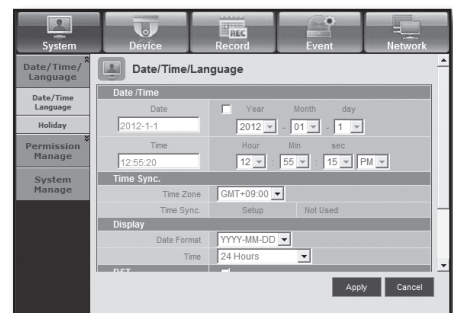 System Device Record Event Network
REC
Date/Time/
Language
Date/Time
Language
Holiday
Permission
Manage
System
Manage
Date/Time/Language
Date /Time
Date Year Month day
2012-1-1 2012 - 01 - 1
Time Hour Min sec
12:55:20 12 : 55 : 15 PM
Time Sync.
Time Zone GMT+09:00
Time Sync. Setup Not Used
Display
Date Format YYYY-MM-DD
Time 24 Hours
DST
Apply Cancel